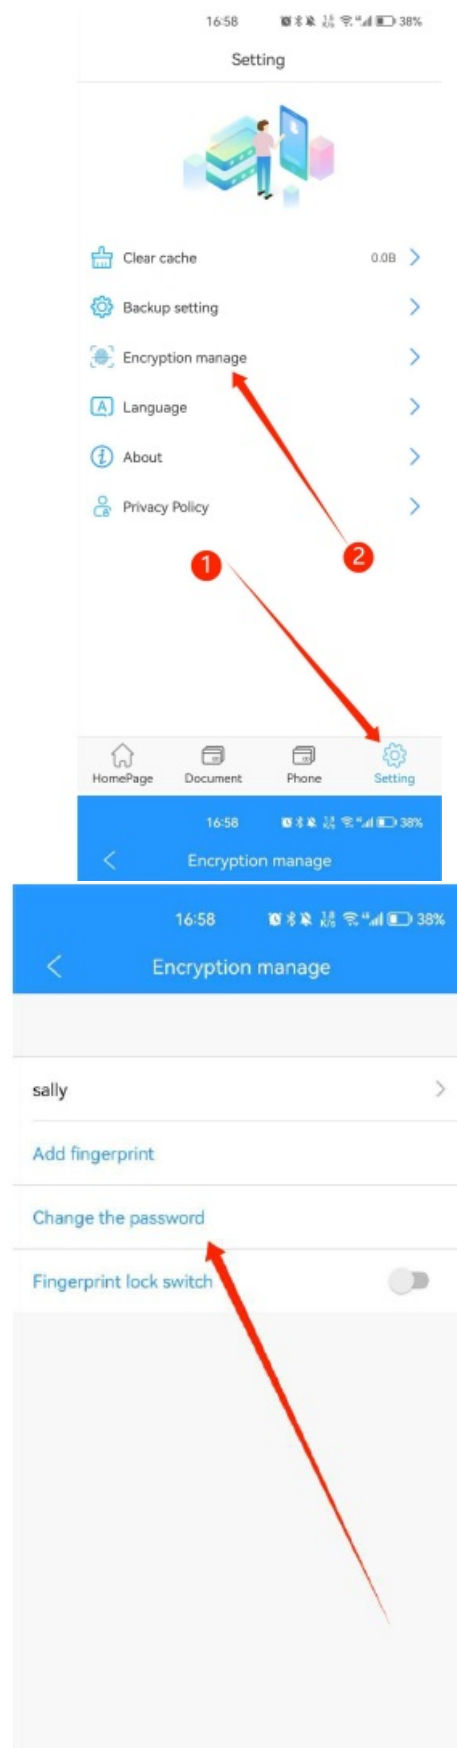 16:58 38%
Setting
Clear cache 0.0B
Backup setting
Encryption manage
A Language
About
Privacy Policy
1
2
HomePage Document Phone Setting
16:58 38%
Encryption manage
16:58 38%
Encryption manage
sally
Add fingerprint
Change the password
Fingerprint lock switch